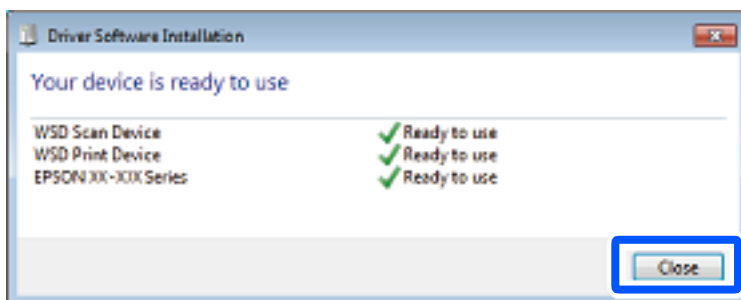 Driver Software Installation
Your device is ready to use
WSD Scan Device Ready to use
WSD Print Device Ready to use
EPSON XX-XXX Series Ready to use
Close